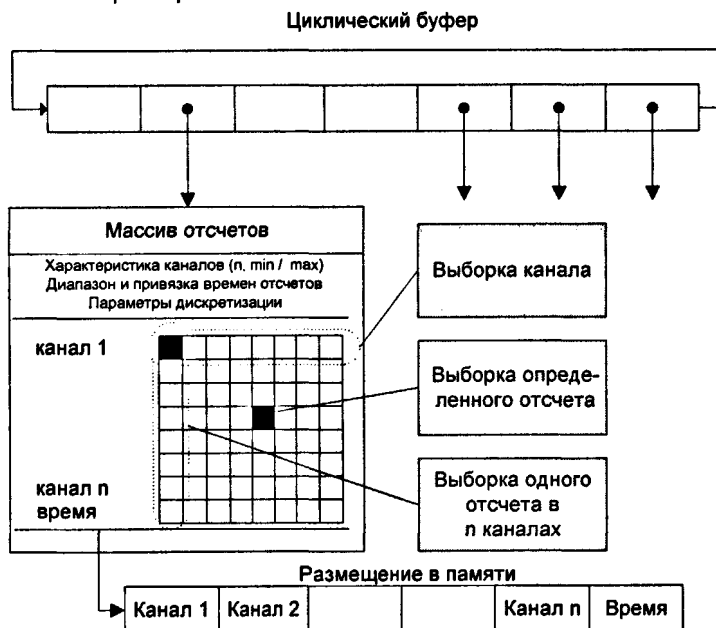 Циклический буфер
Массив отсчетов
Характеристика каналов (n, min / max)
Диапазон и привязка времен отсчетов
Параметры дискретизации
канал 1
канал n
время
Выборка канала
Выборка опреде-
ленного отсчета
Выборка одного
отсчета в
n каналах
Размещение в памяти
Канал 1
Канал 2
Канал n
Время